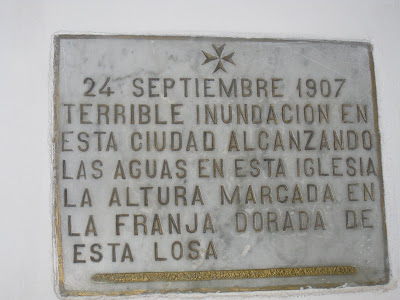 24 SEPTIEMBRE 1907
TERRIBLE INUNDACION EN
ESTA CIUDAD ALCANZANDO
LAS AGUAS EN ESTA IGLESIA
LA ALTURA MARCADA EN
LA FRANJA DORADA DE
ESTA LOSA